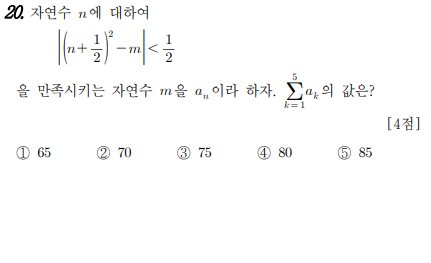 20. 자연수 n에 대하여
|(n+1/2)²−m|<1/2
을 만족시키는 자연수 m을 aₙ이라 하자. ∑_{k=1}^{5} aₖ의 값은?
[4점]
① 65 ② 70 ③ 75 ④ 80 ⑤ 85